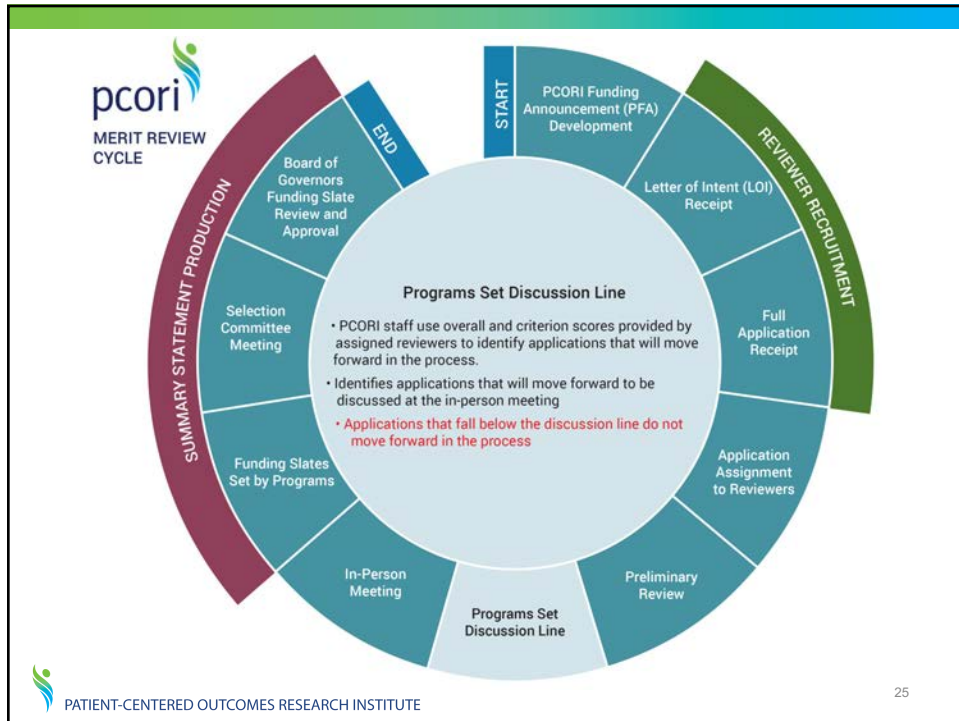 pcori
MERIT REVIEW
CYCLE
START
PCORI Funding
Announcement (PFA)
Development
REVIEWER RECRUITMENT
Letter of Intent (LOI)
Receipt
Full
Application
Receipt
Application
Assignment
to Reviewers
Preliminary
Review
Programs Set
Discussion Line
In-Person
Meeting
Funding Slates
Set by Programs
Selection
Committee
Meeting
Board of
Governors
Funding Slate
Review and
Approval
END
SUMMARY STATEMENT PRODUCTION
Programs Set Discussion Line
• PCORI staff use overall and criterion scores provided by
assigned reviewers to identify applications that will move
forward in the process.
• Identifies applications that will move forward to be
discussed at the in-person meeting
• Applications that fall below the discussion line do not
move forward in the process
PATIENT-CENTERED OUTCOMES RESEARCH INSTITUTE
25